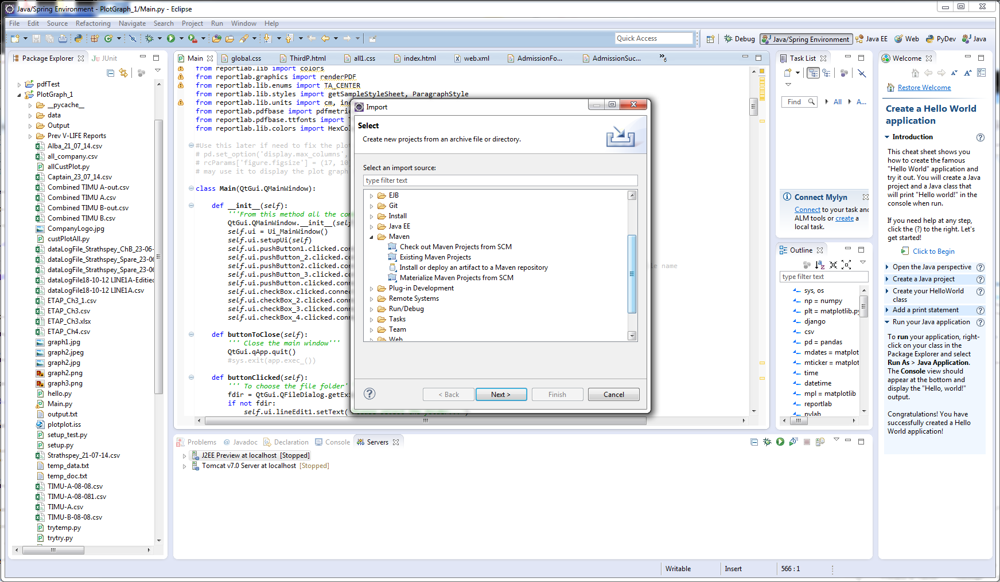 Java/Spring Environment - PlotGraph_1/Main.py - Eclipse
File Edit Source Refactoring Navigate Search Project Run Window Help
Quick Access
Debug Java/Spring Environment Java EE Web PyDev Java
Package Explorer JUnit
pdfTest
PlotGraph_1
__pycache__
data
Output
Prev V-LIFE Reports
Alba_21_07_14.csv
all_company.csv
allCustPlot.py
Captain_23_07_14.csv
Combined TIMU A-out.csv
Combined TIMU A.csv
Combined TIMU B-out.csv
Combined TIMU B.csv
CompanyLogo.jpg
custPlotAll.py
dataLogFile_Strathspey_ChB_23-06-
dataLogFile_Strathspey_Spare_23-06
dataLogFile_Strathspey_Spare_23-06
dataLogFile18-10-12 LINE1A-Editied
dataLogFile18-10-12 LINE1A.csv
ETAP_Ch3_1.csv
ETAP_Ch3.csv
ETAP_Ch3.xlsx
ETAP_Ch4.csv
graph1.jpg
graph2.jpeg
graph2.jpg
graph2.png
graph3.png
hello.py
Main.py
output.txt
plotplot.iss
setup_test.py
setup.py
Strathspey_21-07-14.csv
temp_data.txt
temp_doc.txt
TIMU-A-08-08.csv
TIMU-A-08-081.csv
TIMU-A.csv
TIMU-B-08-08.csv
trytemp.py
trytry.py
Main global.css ThirdP.html all1.css index.html web.xml AdmissionFo... AdmissionSuc... »6
from reportlab.lib import colors
from reportlab.graphics import renderPDF
from reportlab.lib.enums import TA_CENTER
from reportlab.lib.styles import getSampleStyleSheet, ParagraphStyle
from reportlab.lib.units import cm, inc
from reportlab.pdfbase import pdfmetric
from reportlab.pdfbase.ttfonts import
from reportlab.lib.colors import HexCol
#Use this later if need to fix the plot
# pd.set_option('display.max_columns',
# rcParams['figure.figsize'] = (17, 10
# may use it to display the plot graph
class Main(QtGui.QMainWindow):
def __init__(self):
'''From this method all the con
QtGui.QMainWindow.__init__(self
self.ui = Ui_MainWindow()
self.ui.setupUi(self)
self.ui.pushButton1.clicked.con
self.ui.pushButton_2.clicked.co
self.ui.pushButton2.clicked.con le name
self.ui.pushButton_3.clicked.co
self.ui.pushButton.clicked.conn
self.ui.checkBox.clicked.connec
self.ui.checkBox_2.clicked.conn
self.ui.checkBox_3.clicked.conn
self.ui.checkBox_4.clicked.conn
def buttonToClose(self):
''' Close the main window'''
QtGui.qApp.quit()
#sys.exit(app.exec_())
def buttonClicked(self):
''' To choose the file folder'
fdir = QtGui.QFileDialog.getExi
if not fdir:
self.ui.lineEdit1.setText(
Import
Select
Create new projects from an archive file or directory.
Select an import source:
type filter text
EJB
Git
Install
Java EE
Maven
Check out Maven Projects from SCM
Existing Maven Projects
Install or deploy an artifact to a Maven repository
Materialize Maven Projects from SCM
Plug-in Development
Remote Systems
Run/Debug
Tasks
Team
Web
< Back Next > Finish Cancel
Problems @ Javadoc Declaration Console Servers
J2EE Preview at localhost [Stopped]
Tomcat v7.0 Server at localhost [Stopped]
Task List
Find All A...
Connect Mylyn
Connect to your task and
ALM tools or create a
local task.
Outline
type filter text
sys, os
np = numpy
plt = matplotlib.py
django
csv
pd = pandas
mdates = matplot
mticker = matplot
time
datetime
mpl = matplotlib
reportlab
pylab
Welcome
Restore Welcome
Create a Hello World
application
Introduction
This cheat sheet shows you
how to create the famous
"Hello World" application and
try it out. You will create a Java
project and a Java class that
will print "Hello world!" in the
console when run.
If you need help at any step,
click the (?) to the right. Let's
get started!
Click to Begin
Open the Java perspective
Create a Java project
Create your HelloWorld
class
Add a print statement
Run your Java application
To run your application, right-
click on your class in the
Package Explorer and select
Run As > Java Application.
The Console view should
appear at the bottom and
display the "Hello, world!"
output.
Congratulations! You have
successfully created a Hello
World application!
Writable Insert 566 : 1